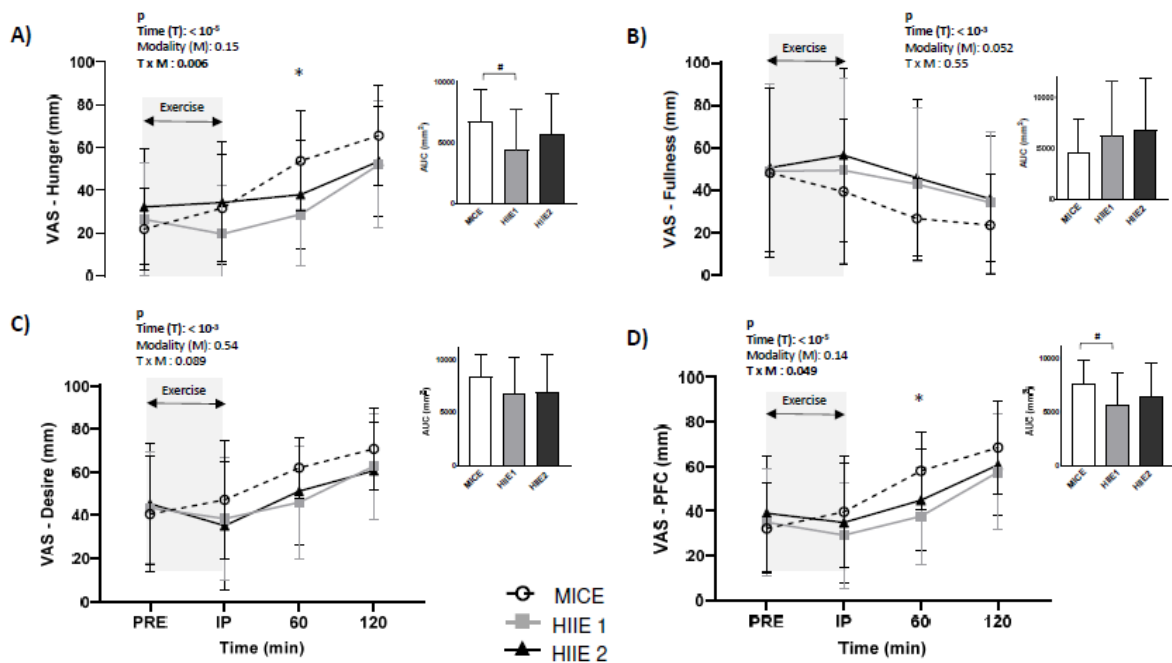 A)
p
Time (T): < 10⁻⁵
Modality (M): 0.15
T x M : 0.006
*
Exercise
VAS - Hunger (mm)
100
80
60
40
20
0
#
AUC (mm²)
10000
5000
0
MICE
HIIE1
HIIE2
B)
p
Time (T): < 10⁻³
Modality (M): 0.052
T x M : 0.55
Exercise
VAS - Fullness (mm)
100
80
60
40
20
0
AUC (mm²)
10000
5000
0
MICE
HIIE1
HIIE2
C)
p
Time (T): < 10⁻³
Modality (M): 0.54
T x M : 0.089
Exercise
VAS - Desire (mm)
100
80
60
40
20
0
PRE
IP
60
120
Time (min)
AUC (mm²)
10000
5000
0
MICE
HIIE1
HIIE2
MICE
HIIE 1
HIIE 2
D)
p
Time (T): < 10⁻⁵
Modality (M): 0.14
T x M : 0.049
*
Exercise
VAS - PFC (mm)
100
80
60
40
20
0
PRE
IP
60
120
Time (min)
#
AUC (mm²)
10000
5000
0
MICE
HIIE1
HIIE2